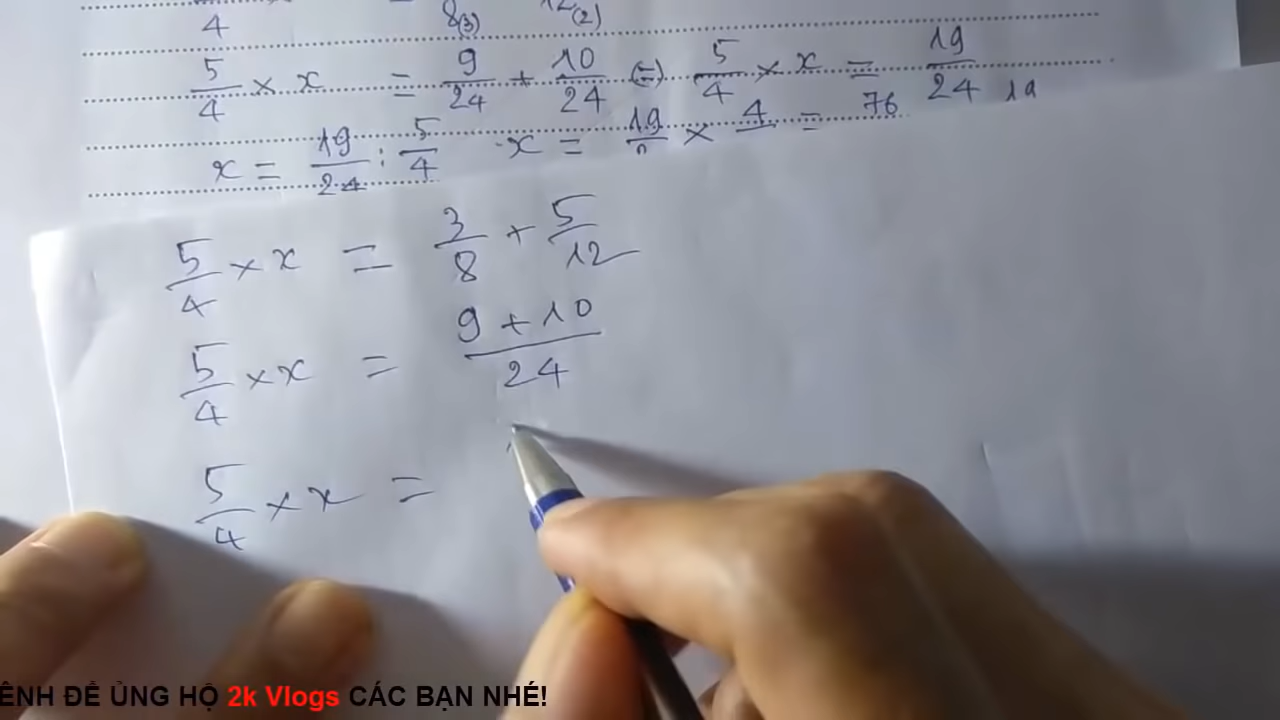 4 8(3) 12(2)
5/4 × x = 9/24 + 10/24 (=) 5/4 × x = 19/24
x = 19/24 : 5/4 x = 19 × 4 = 76 19
5/4 × x = 3/8 + 5/12
5/4 × x = 9 + 10/24
5/4 × x =
ÊNH ĐỂ ỦNG HỘ 2k Vlogs CÁC BẠN NHÉ!